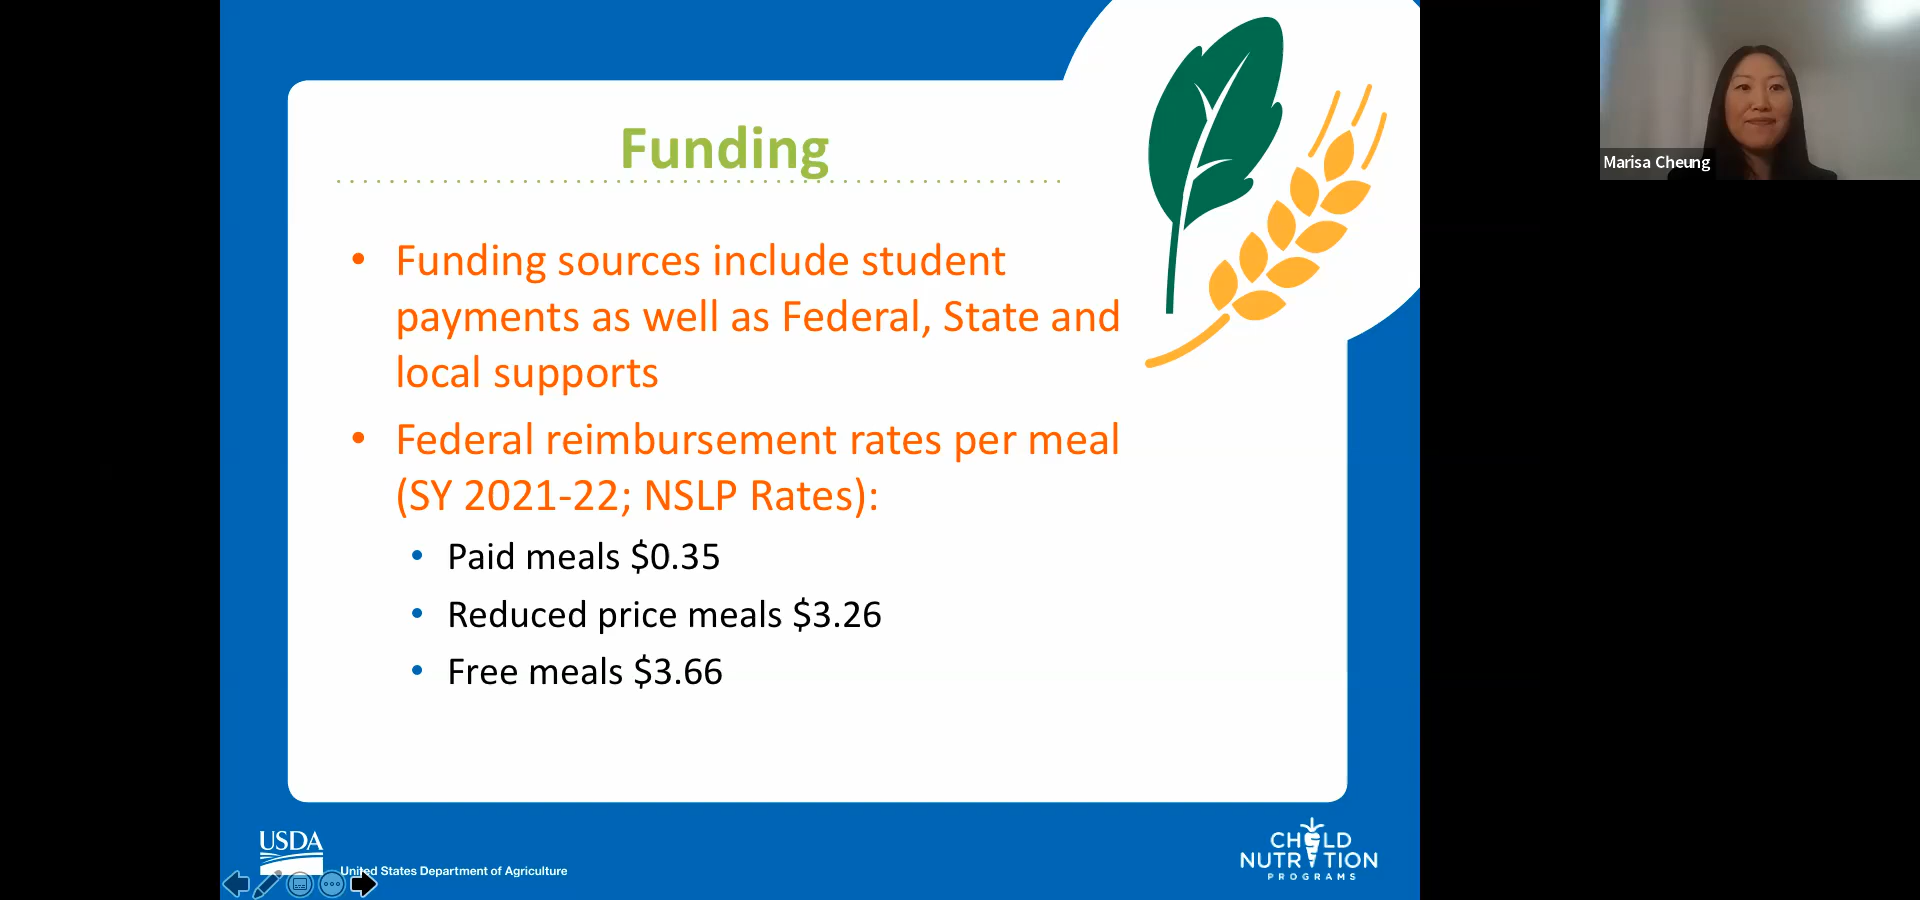 Funding
• Funding sources include student
payments as well as Federal, State and
local supports
• Federal reimbursement rates per meal
(SY 2021-22; NSLP Rates):
• Paid meals $0.35
• Reduced price meals $3.26
• Free meals $3.66
Marisa Cheung
USDA
United States Department of Agriculture
CHILD
NUTRITION
PROGRAMS